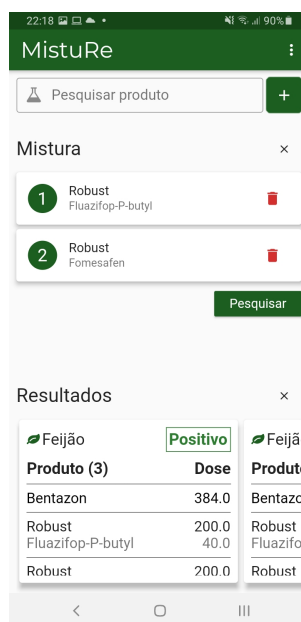 22:18 90%
MistuRe
Pesquisar produto
+
Mistura ×
1 Robust
Fluazifop-P-butyl
2 Robust
Fomesafen
Pesquisar
Resultados ×
Feijão Positivo Feijã
Produto (3) Dose Produt
Bentazon 384.0 Bentazo
Robust 200.0 Robust
Fluazifop-P-butyl 40.0 Fluazifo
Robust 200.0 Robust